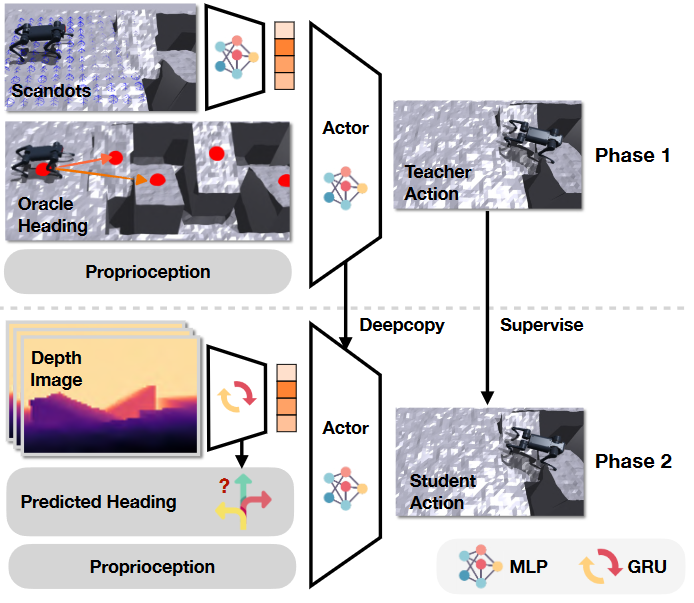 Scandots
Oracle
Heading
Proprioception
Actor
Teacher
Action
Phase 1
Deepcopy
Supervise
Depth
Image
Predicted Heading
?
Proprioception
Actor
Student
Action
Phase 2
MLP
GRU